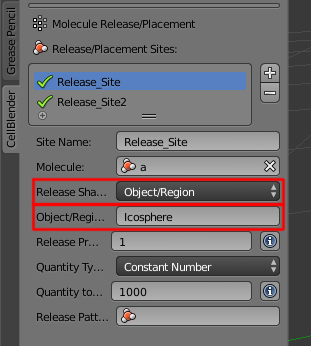 Grease Pencil
CellBlender
Molecule Release/Placement
Release/Placement Sites:
Release_Site
Release_Site2
Site Name: Release_Site
Molecule: a
Release Sha... Object/Region
Object/Regi... Icosphere
Release Pr... 1
Quantity Ty... Constant Number
Quantity to... 1000
Release Patt...